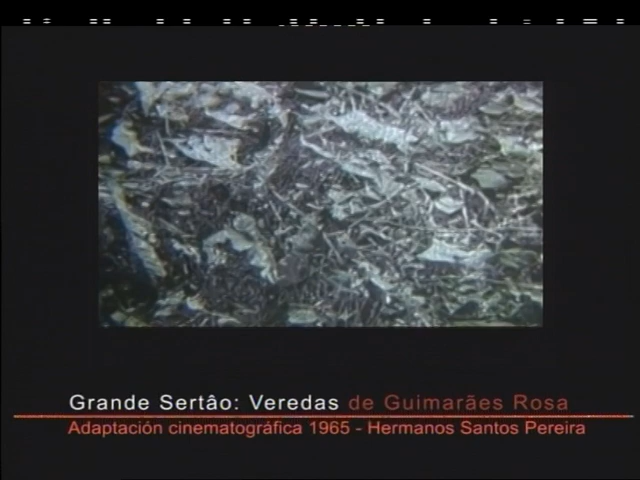 Grande Sertâo: Veredas de Guimarães Rosa
Adaptación cinematográfica 1965 - Hermanos Santos Pereira